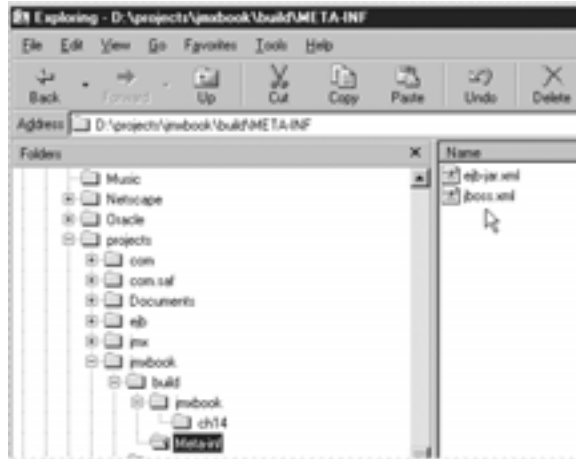 Exploring - D:\projects\jmxbook\build\META-INF
File Edit View Go Favorites Tools Help
Back Forward Up Cut Copy Paste Undo Delete
Address D:\projects\jmxbook\build\META-INF
Folders
Name
Music
Netscape
Oracle
projects
com
com.saf
Documents
ejb
jmx
jmxbook
build
jmxbook
ch14
Meta-inf
ejb-jar.xml
jboss.xml